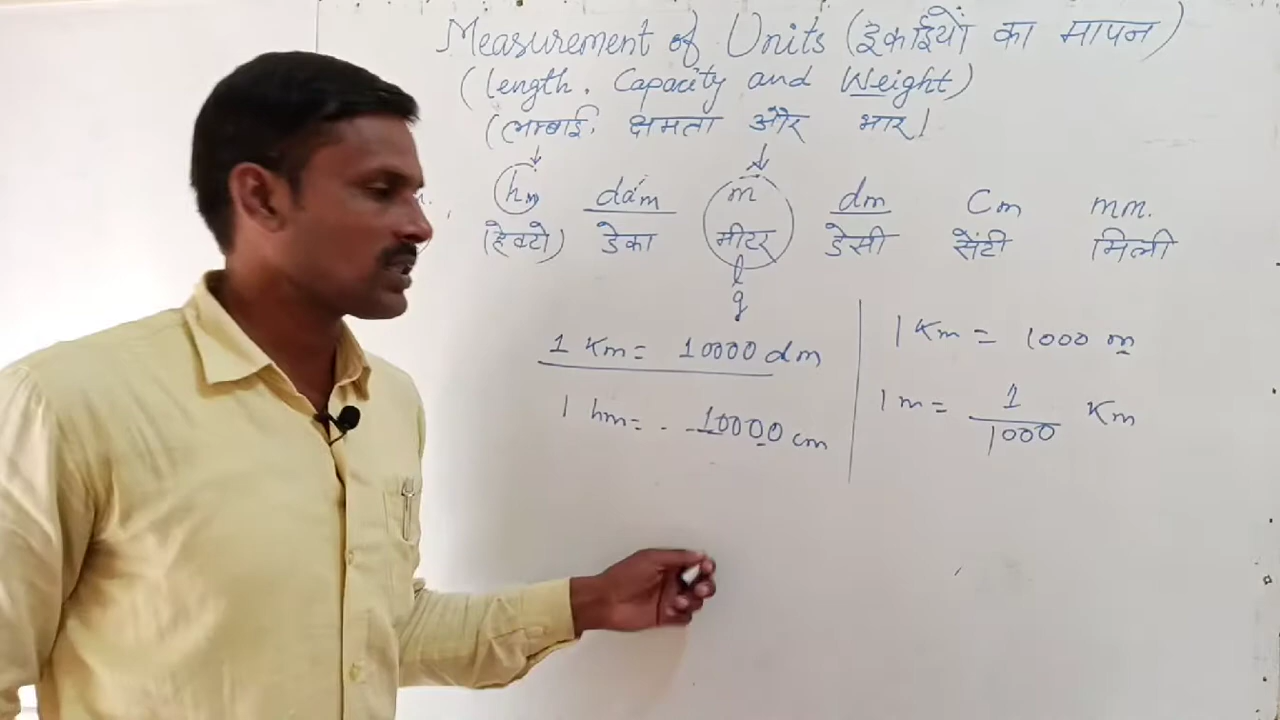 Measurement of Units (इकाईयों का मापन)
(length, Capacity and Weight)
(लम्बाई, क्षमता और भार)
hm dam m dm Cm mm.
(हेक्टो) डेका मीटर डेसी सेंटी मिली
l
g
1 Km = 10000 dm
1 hm = 10000 cm
1 Km = 1000 m
1 m = 1/1000 Km